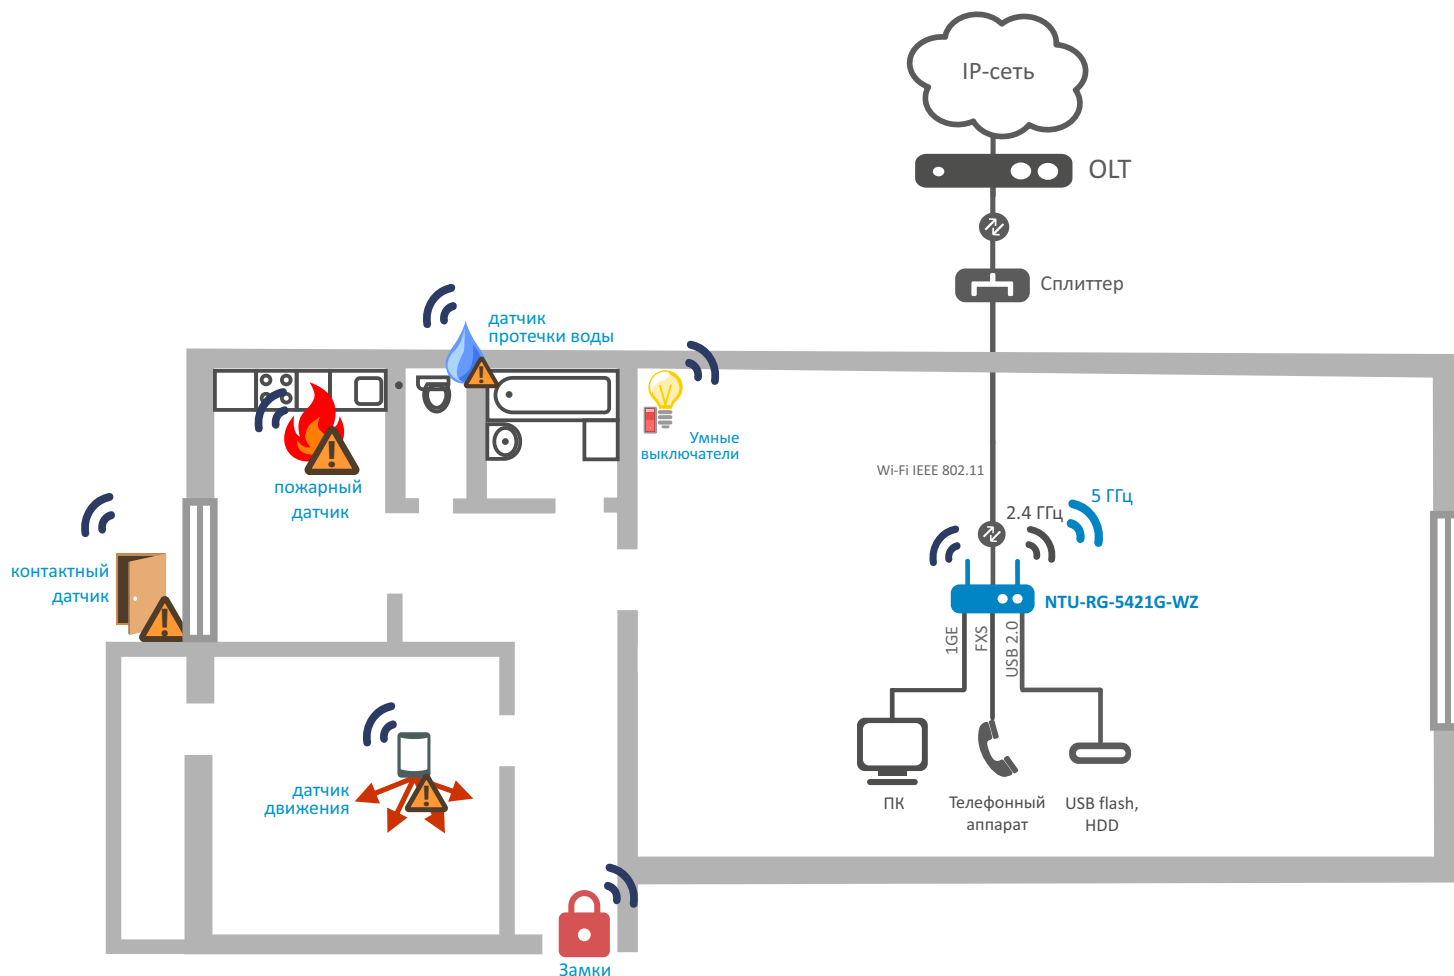 IP-сеть
OLT
Сплиттер
датчик
протечки воды
Умные
выключатели
пожарный
датчик
контактный
датчик
Wi-Fi IEEE 802.11
5 ГГц
2.4 ГГц
NTU-RG-5421G-WZ
1GE
FXS
USB 2.0
ПК
Телефонный
аппарат
USB flash,
HDD
датчик
движения
Замки